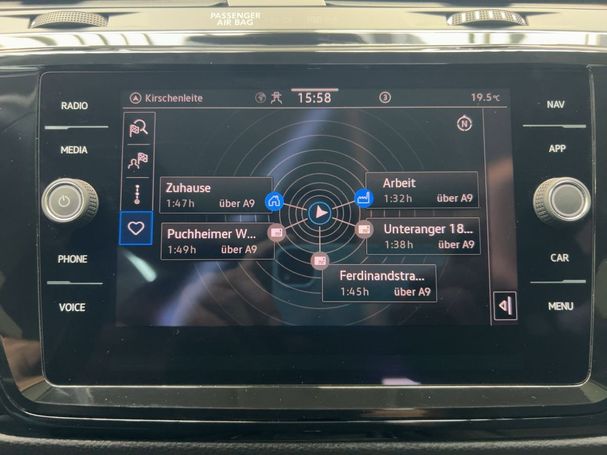 PASSENGER
AIR BAG
RADIO
MEDIA
PHONE
VOICE
Kirschenleite
15:58
3
19.5°C
N
Zuhause
1:47h über A9
Arbeit
1:32h über A9
Puchheimer W...
1:49h über A9
Unteranger 18...
1:38h über A9
Ferdinandstra...
1:45h über A9
NAV
APP
CAR
MENU